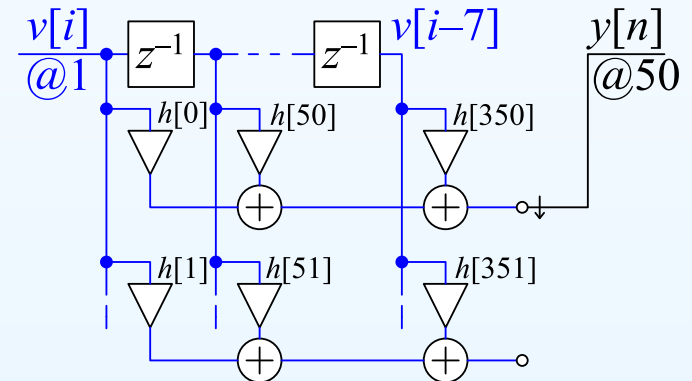 v[i]
@1
z⁻¹
z⁻¹
v[i–7]
y[n]
@50
h[0]
h[50]
h[350]
+
+
h[1]
h[51]
h[351]
+
+